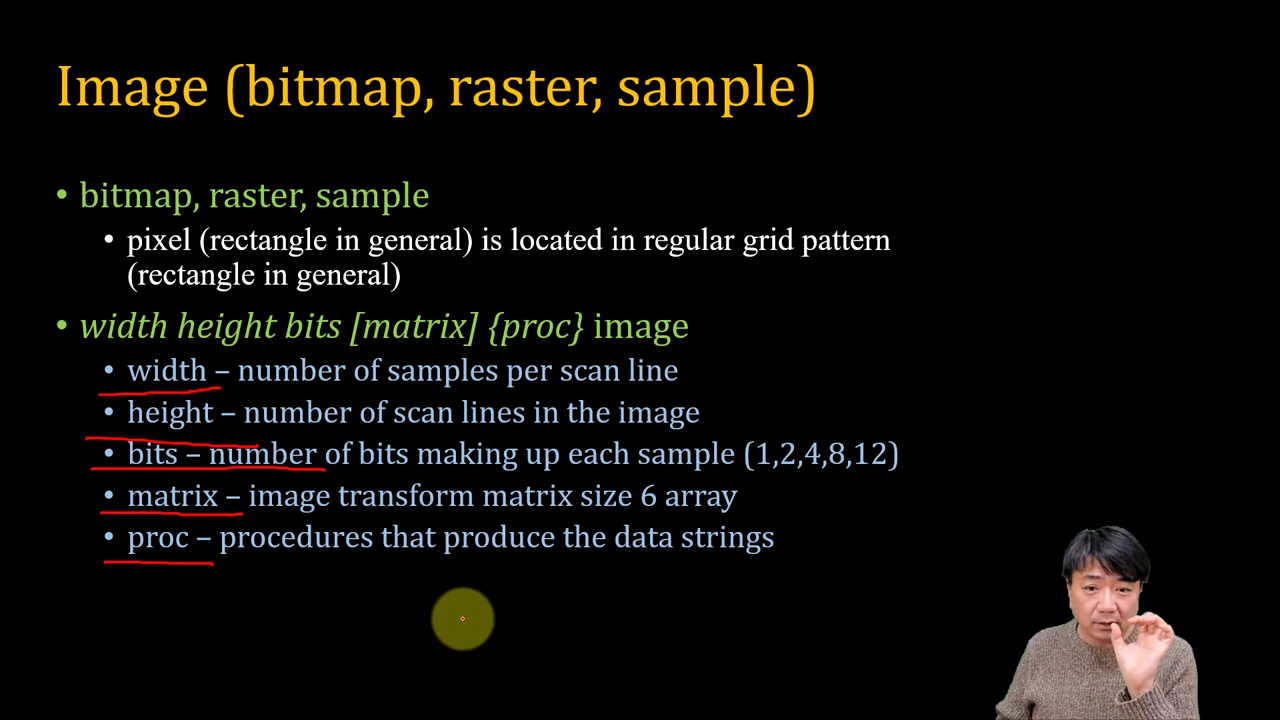 Image (bitmap, raster, sample)
• bitmap, raster, sample
• pixel (rectangle in general) is located in regular grid pattern
(rectangle in general)
• width height bits [matrix] {proc} image
• width – number of samples per scan line
• height – number of scan lines in the image
• bits – number of bits making up each sample (1,2,4,8,12)
• matrix – image transform matrix size 6 array
• proc – procedures that produce the data strings